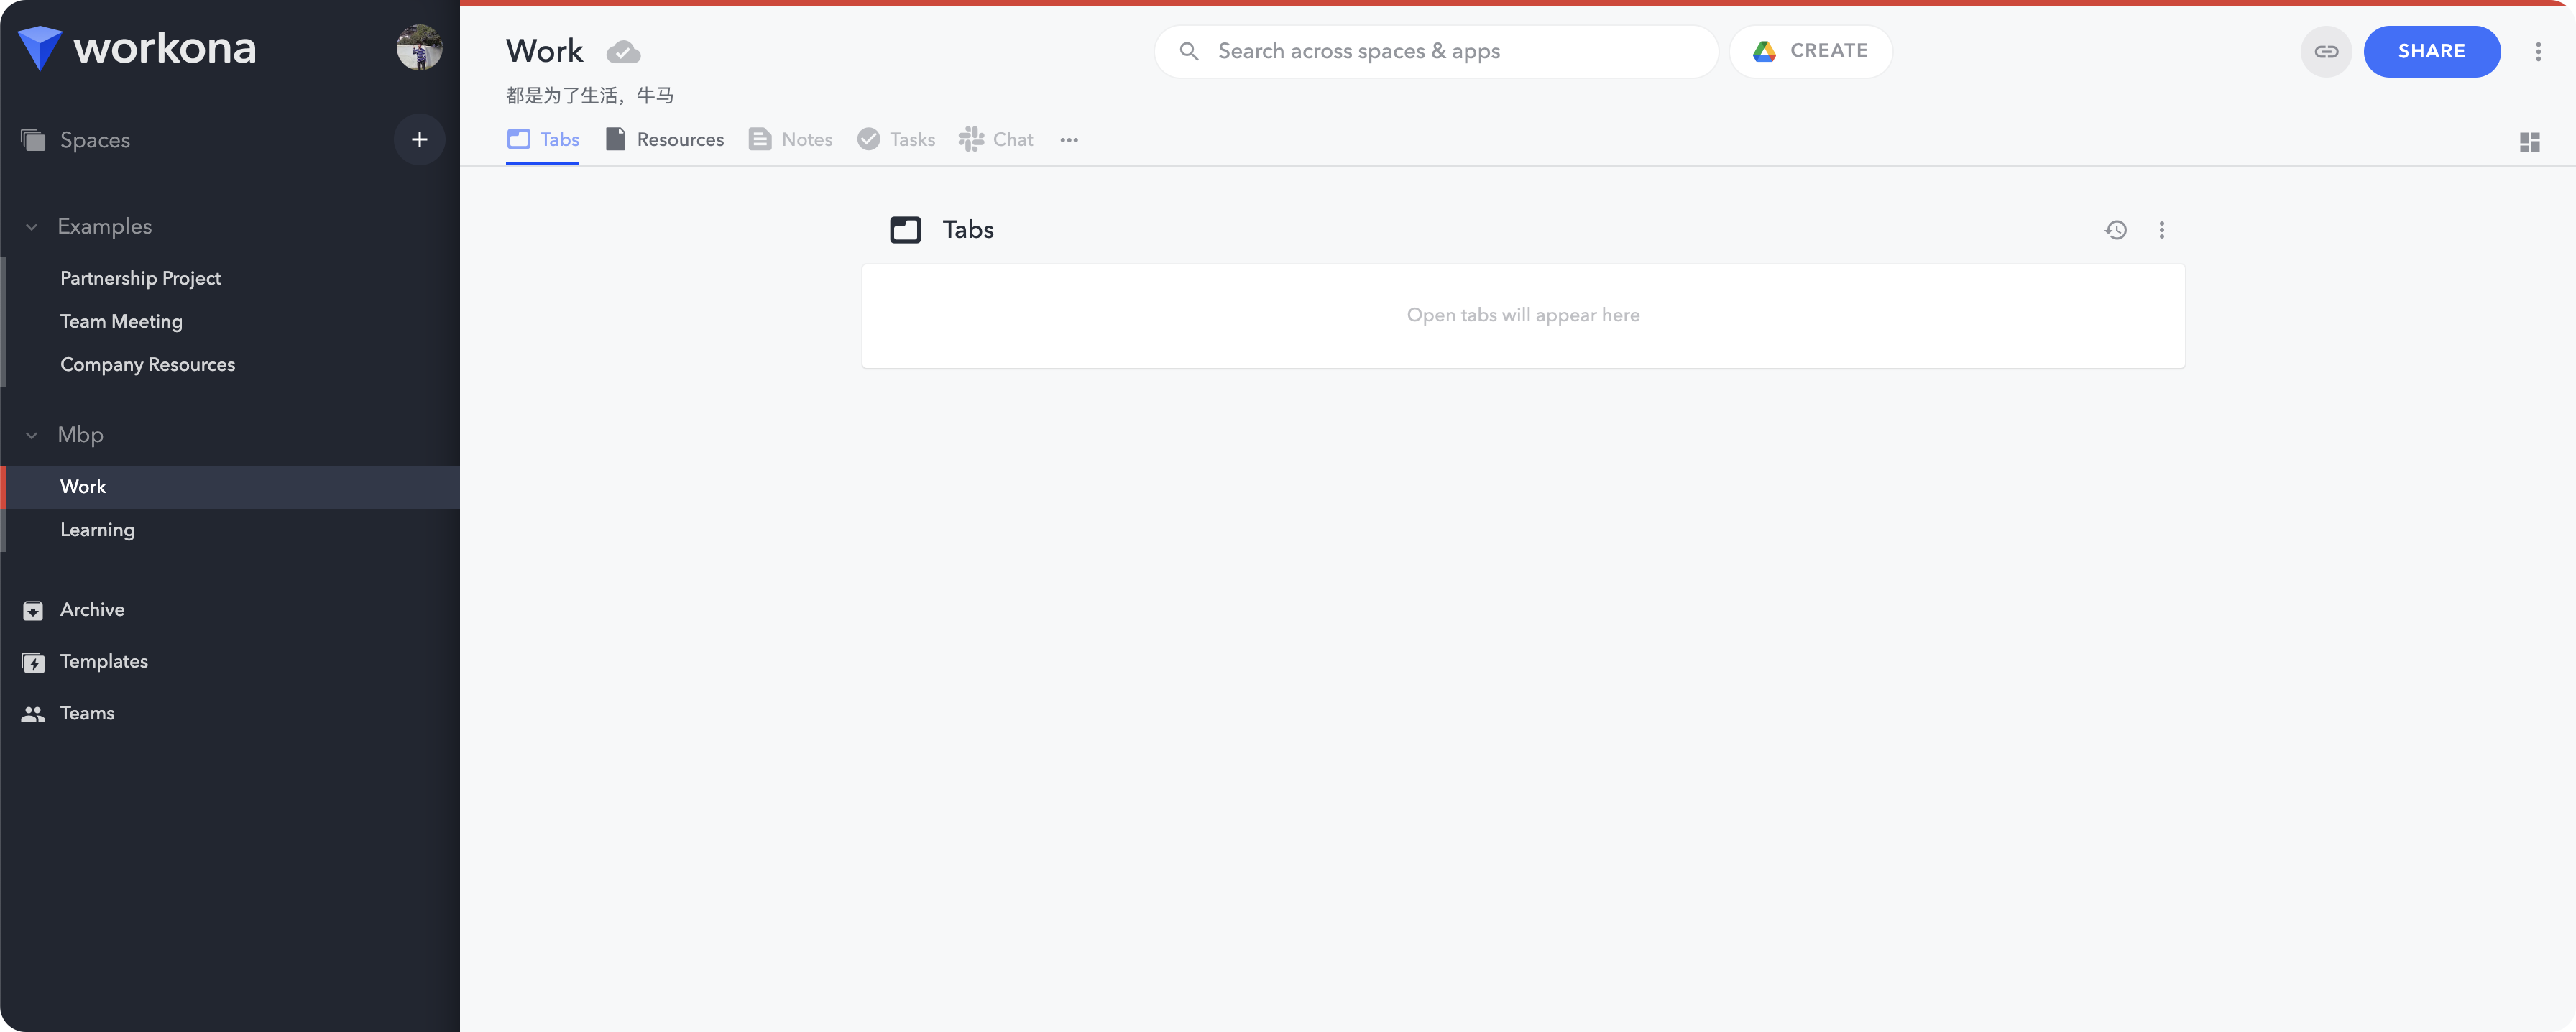 workona
Spaces
Examples
Partnership Project
Team Meeting
Company Resources
Mbp
Work
Learning
Archive
Templates
Teams
Work
Search across spaces & apps
CREATE
SHARE
都是为了生活，牛马
Tabs Resources Notes Tasks Chat
Tabs
Open tabs will appear here